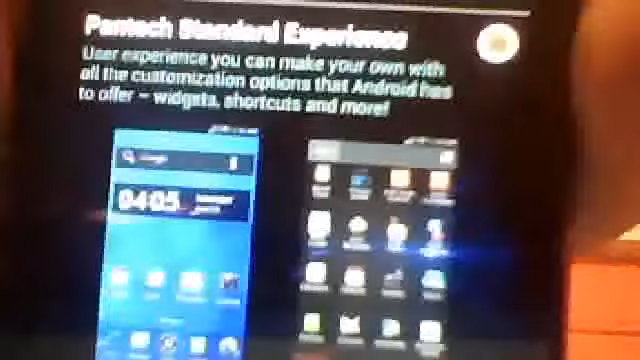 Pantech Standard Experience
User experience you can make your own with
all the customization options that Android has
to offer – widgets, shortcuts and more!
Google
04:05